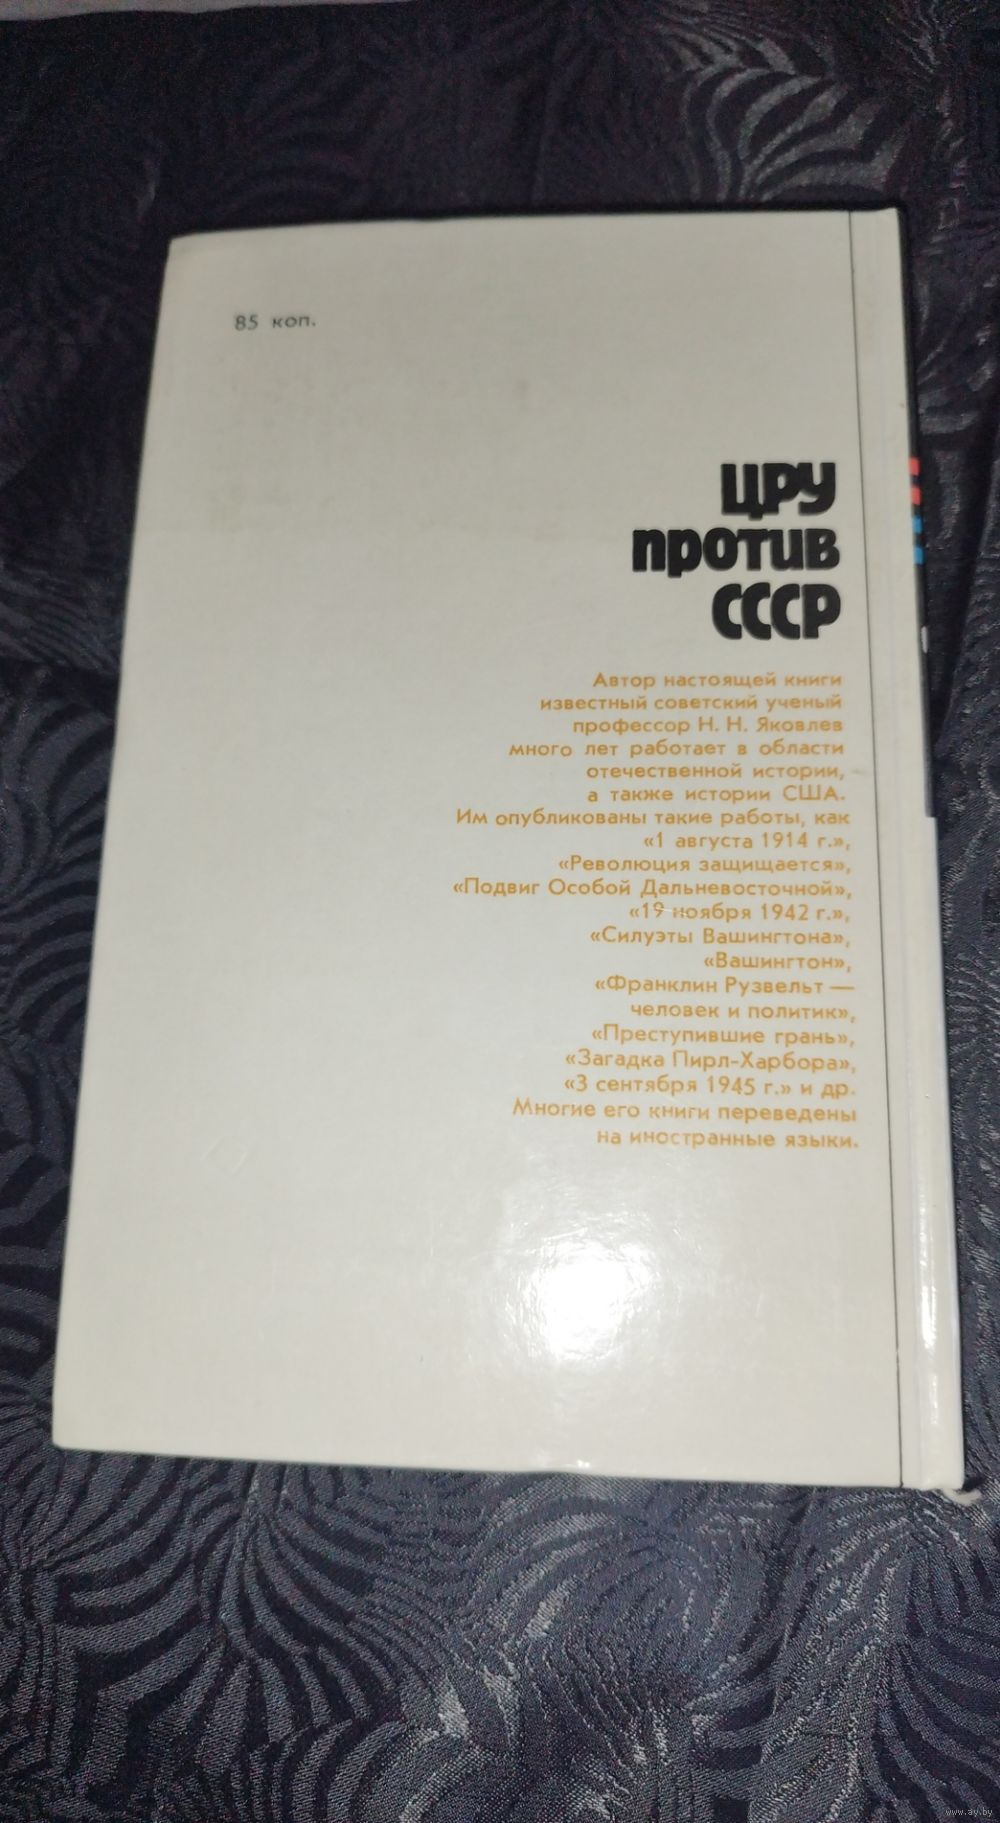 85 коп.
ЦРУ
против
СССР
Автор настоящей книги
известный советский ученый
профессор Н. Н. Яковлев
много лет работает в области
отечественной истории,
а также истории США.
Им опубликованы такие работы, как
«1 августа 1914 г.»,
«Революция защищается»,
«Подвиг Особой Дальневосточной»,
«19 ноября 1942 г.»,
«Силуэты Вашингтона»,
«Вашингтон»,
«Франклин Рузвельт —
человек и политик»,
«Преступившие грань»,
«Загадка Пирл-Харбора»,
«3 сентября 1945 г.» и др.
Многие его книги переведены
на иностранные языки.
www.ay.by